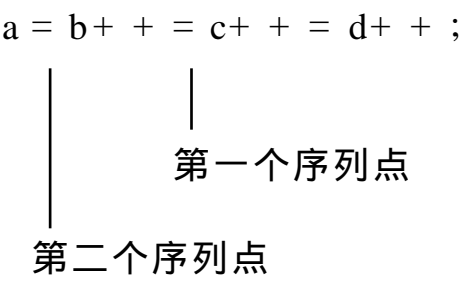 a = b+ + = c+ + = d+ + ;
第一个序列点
第二个序列点